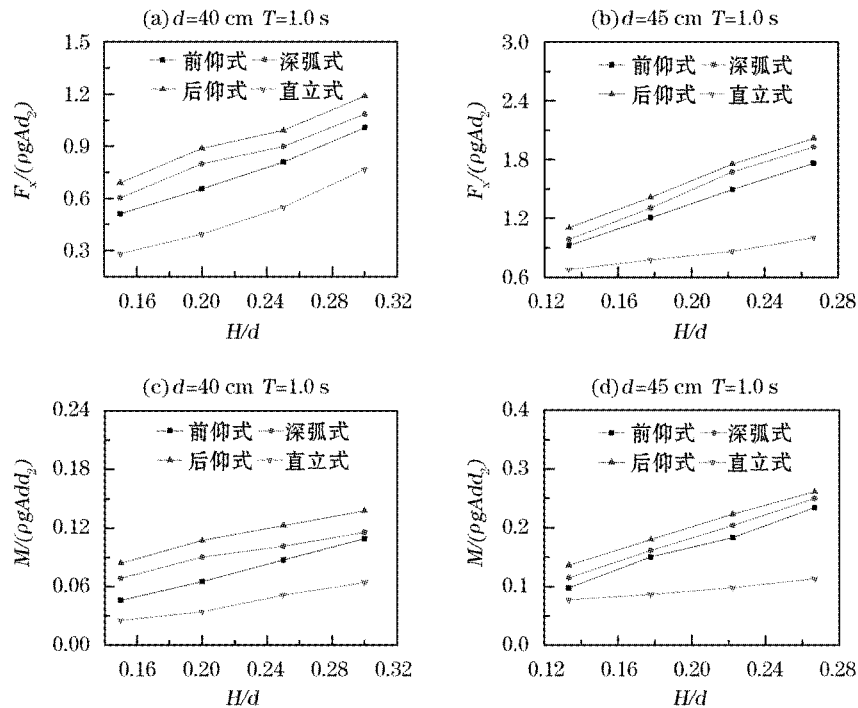 (a) d=40 cm T=1.0 s
1.5
1.2
0.9
0.6
0.3
Fx/(ρgAd2)
前仰式 深弧式
后仰式 直立式
0.16 0.20 0.24 0.28 0.32
H/d
(b) d=45 cm T=1.0 s
3.0
2.4
1.8
1.2
0.6
Fx/(ρgAd2)
前仰式 深弧式
后仰式 直立式
0.12 0.16 0.20 0.24 0.28
H/d
(c) d=40 cm T=1.0 s
0.24
0.18
0.12
0.06
0.00
M/(ρgAdd2)
前仰式 深弧式
后仰式 直立式
0.16 0.20 0.24 0.28 0.32
H/d
(d) d=45 cm T=1.0 s
0.4
0.3
0.2
0.1
0.0
M/(ρgAdd2)
前仰式 深弧式
后仰式 直立式
0.12 0.16 0.20 0.24 0.28
H/d